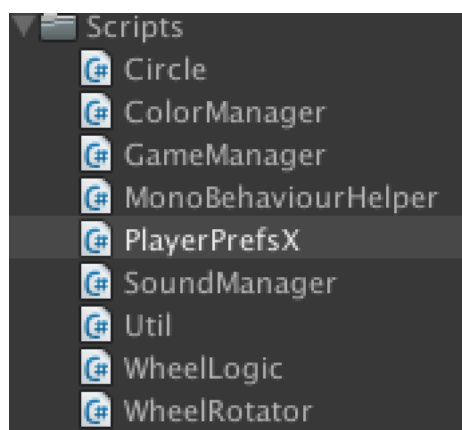 Scripts
Circle
ColorManager
GameManager
MonoBehaviourHelper
PlayerPrefsX
SoundManager
Util
WheelLogic
WheelRotator